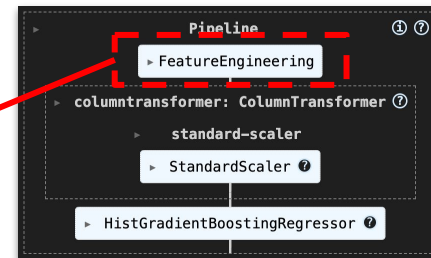 Pipeline
FeatureEngineering
columntransformer: ColumnTransformer
standard-scaler
StandardScaler
HistGradientBoostingRegressor